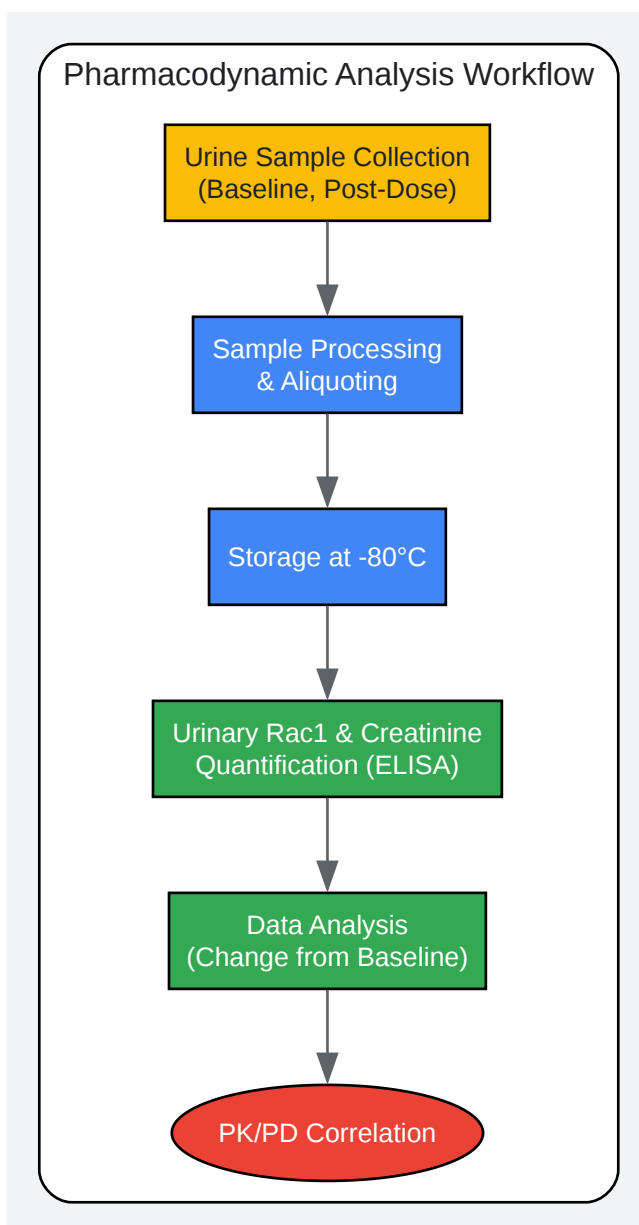 Pharmacodynamic Analysis Workflow
Urine Sample Collection
(Baseline, Post-Dose)
Sample Processing
& Aliquoting
Storage at -80°C
Urinary Rac1 & Creatinine
Quantification (ELISA)
Data Analysis
(Change from Baseline)
PK/PD Correlation